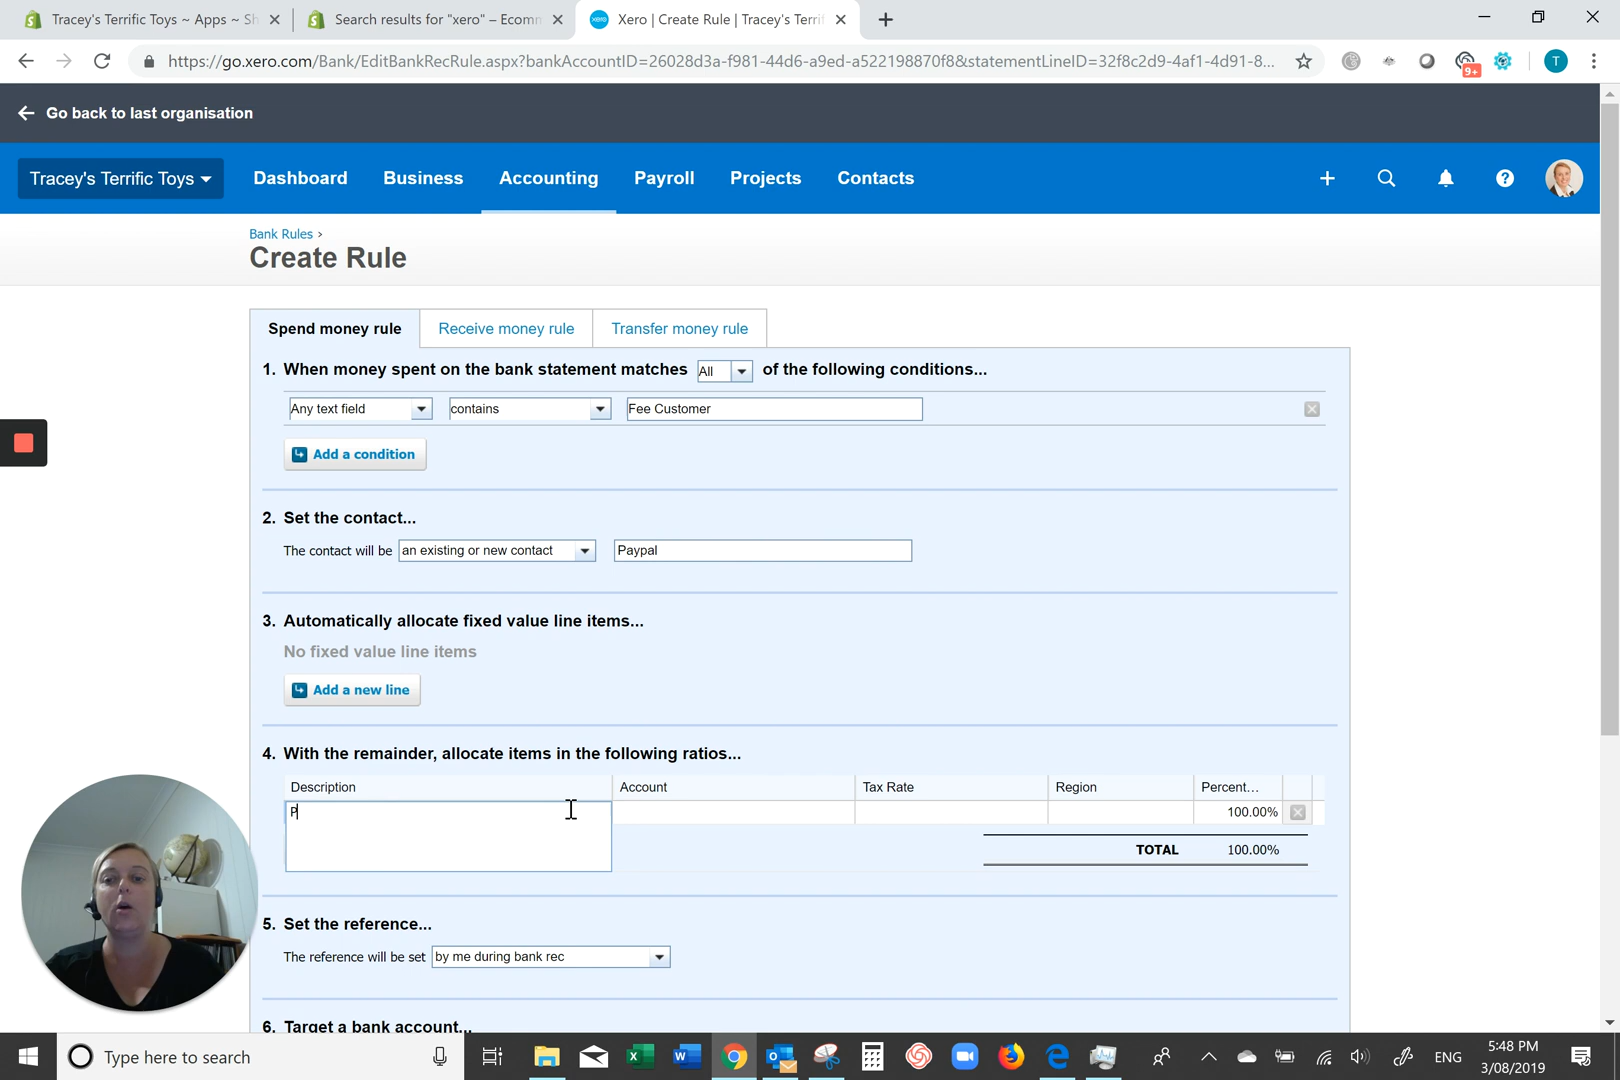 Tracey's Terrific Toys ~ Apps ~ Sh
Search results for "xero" – Ecomm
Xero | Create Rule | Tracey's Terrifi
https://go.xero.com/Bank/EditBankRecRule.aspx?bankAccountID=26028d3a-f981-44d6-a9ed-a522198870f8&statementLineID=32f8c2d9-4af1-4d91-8...
9+
T
Go back to last organisation
Tracey's Terrific Toys
Dashboard
Business
Accounting
Payroll
Projects
Contacts
Bank Rules >
Create Rule
Spend money rule
Receive money rule
Transfer money rule
1. When money spent on the bank statement matches All of the following conditions...
Any text field
contains
Fee Customer
Add a condition
2. Set the contact...
The contact will be an existing or new contact Paypal
3. Automatically allocate fixed value line items...
No fixed value line items
Add a new line
4. With the remainder, allocate items in the following ratios...
Description Account Tax Rate Region Percent...
P 100.00%
TOTAL 100.00%
5. Set the reference...
The reference will be set by me during bank rec
6. Target a bank account...
Type here to search
ENG
5:48 PM
3/08/2019